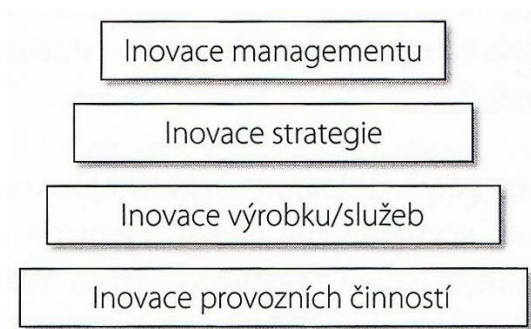 Inovace managementu
Inovace strategie
Inovace výrobku/služeb
Inovace provozních činností